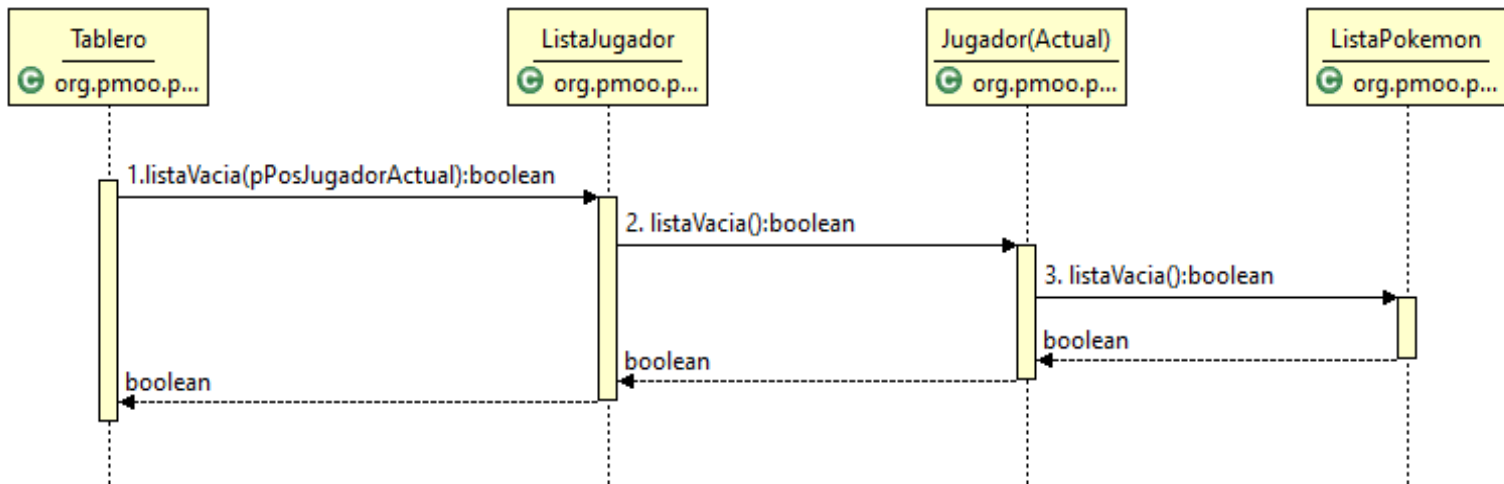 Tablero
org.pmoo.p...
ListaJugador
org.pmoo.p...
Jugador(Actual)
org.pmoo.p...
ListaPokemon
org.pmoo.p...
1.listaVacia(pPosJugadorActual):boolean
2. listaVacia():boolean
3. listaVacia():boolean
boolean
boolean
boolean